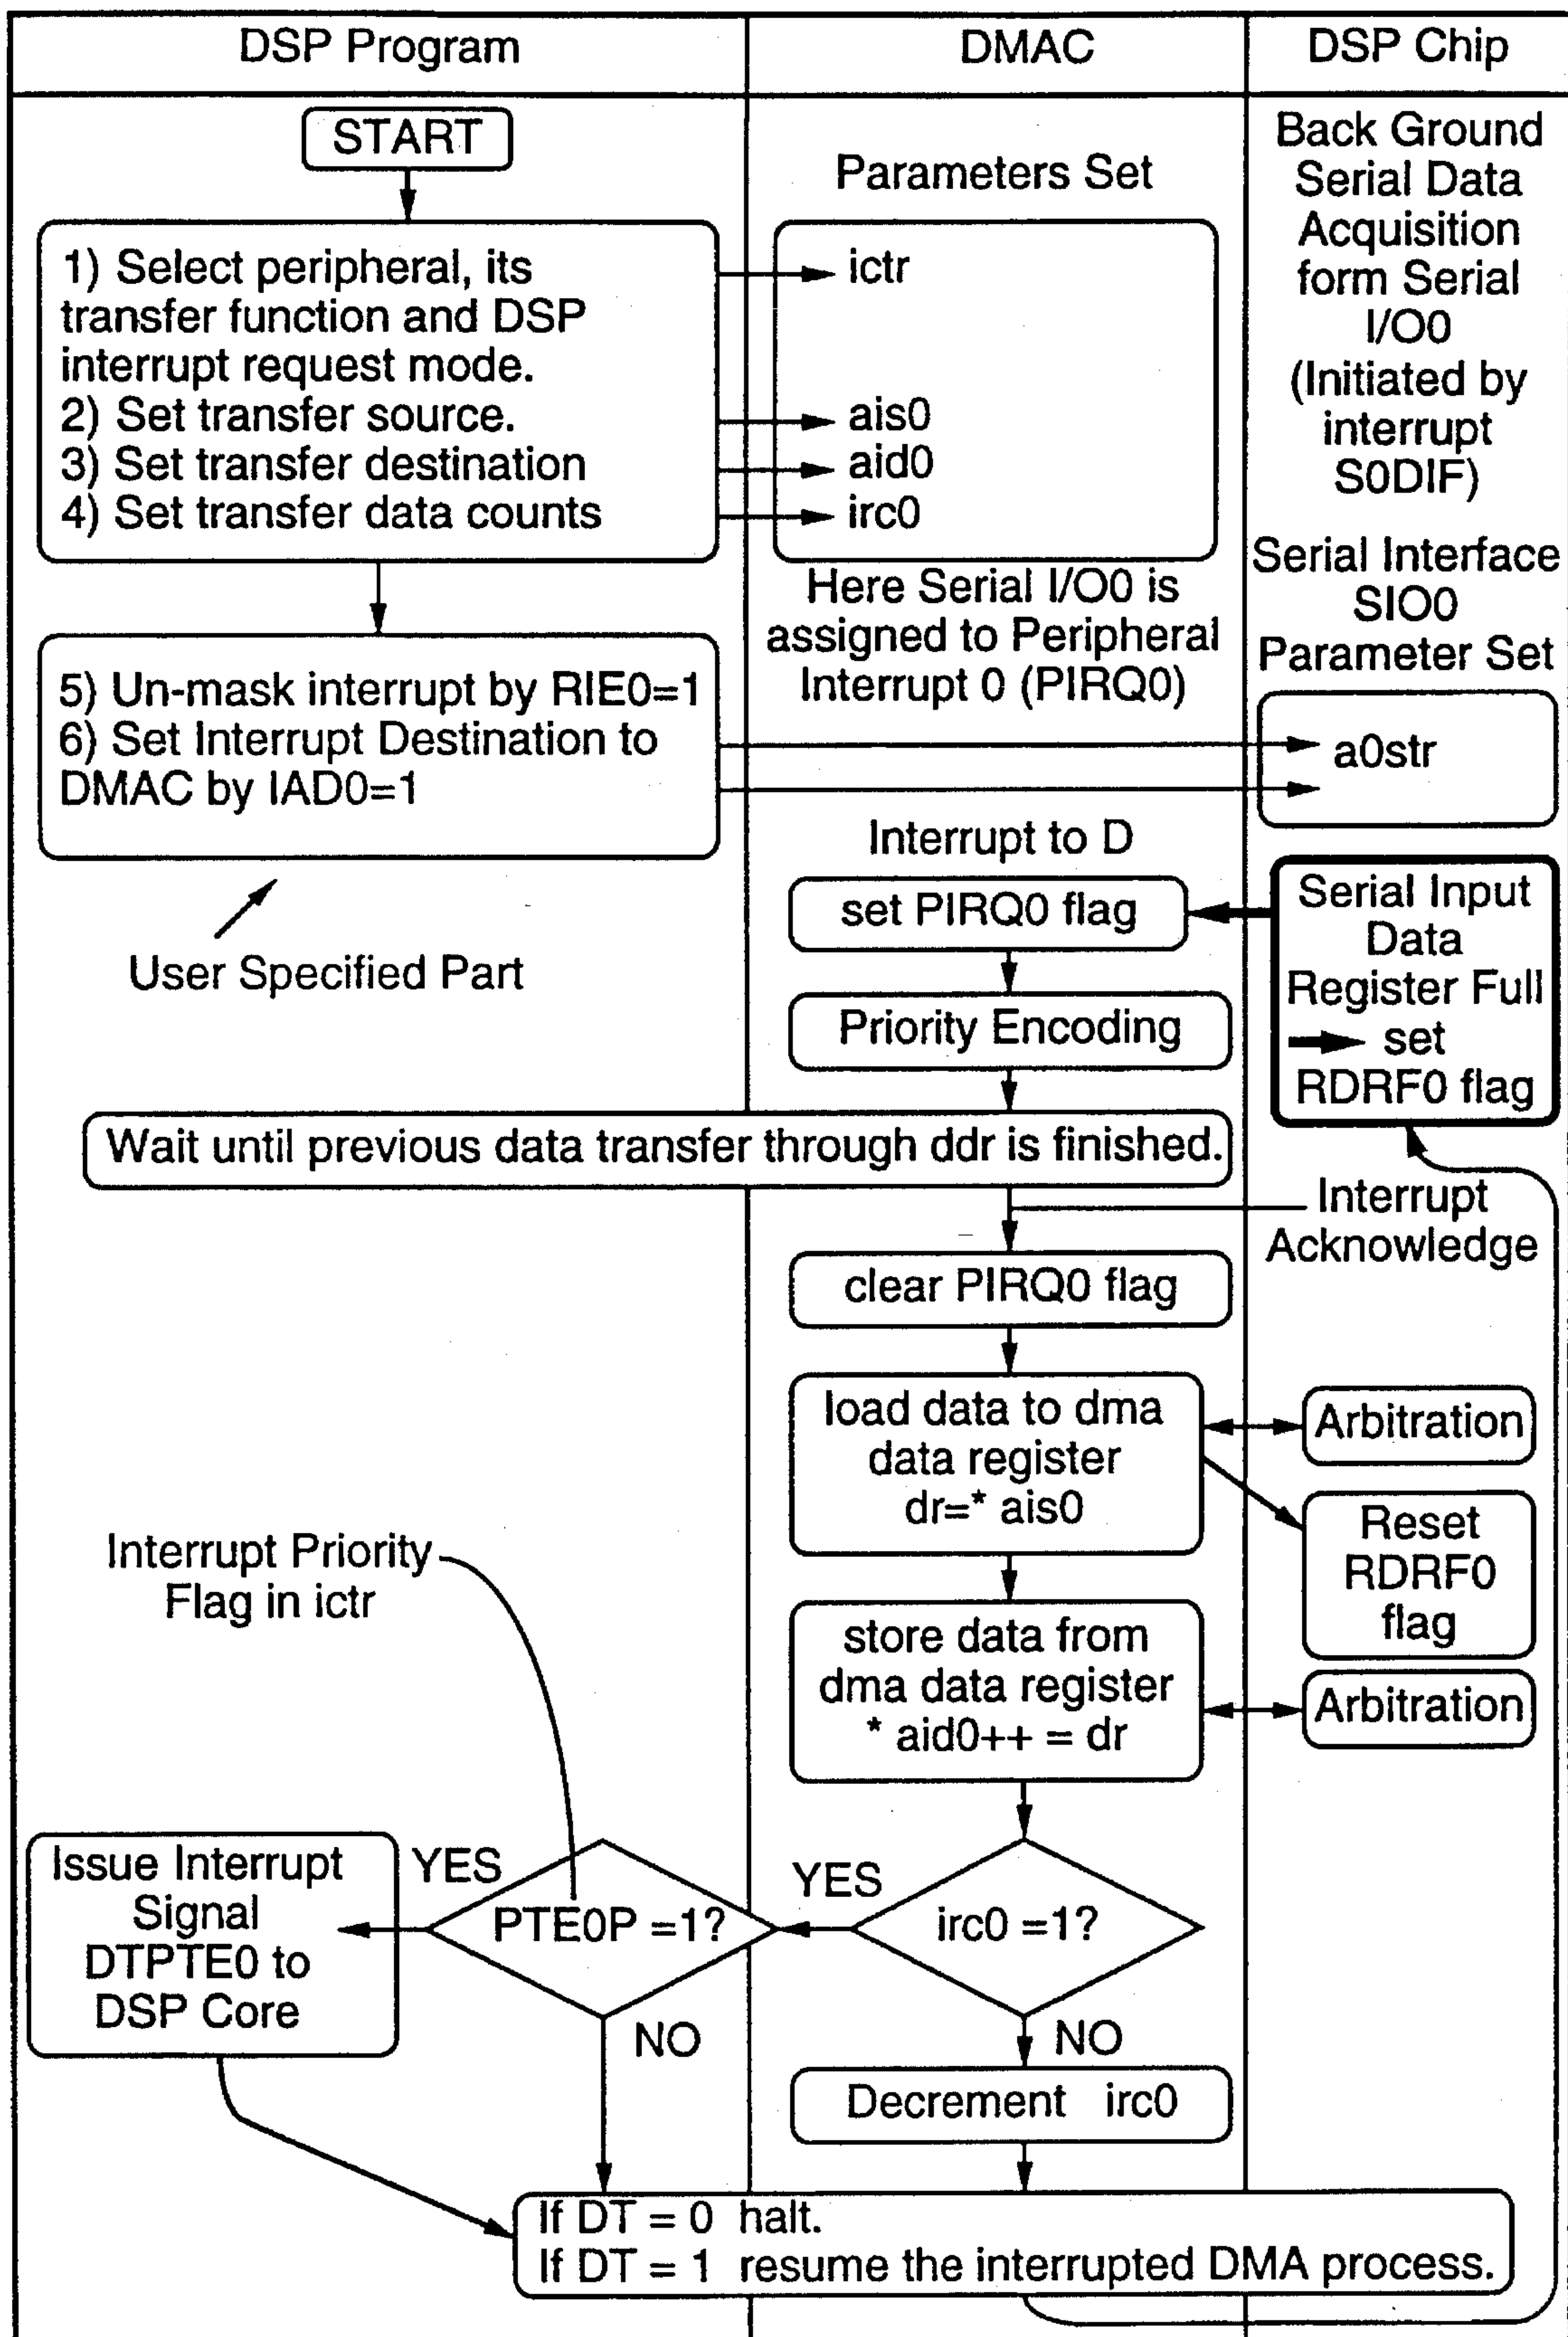 DSP Program
DMAC
DSP Chip
START
Parameters Set
Back Ground
Serial Data
Acquisition
form Serial
I/O0
(Initiated by
interrupt
S0DIF)
1) Select peripheral, its
transfer function and DSP
interrupt request mode.
2) Set transfer source.
3) Set transfer destination
4) Set transfer data counts
ictr
ais0
aid0
irc0
Here Serial I/O0 is
assigned to Peripheral
Interrupt 0 (PIRQ0)
Serial Interface
SIO0
Parameter Set
5) Un-mask interrupt by RIE0=1
6) Set Interrupt Destination to
DMAC by IAD0=1
a0str
User Specified Part
Interrupt to D
set PIRQ0 flag
Serial Input
Data
Register Full
set
RDRF0 flag
Priority Encoding
Wait until previous data transfer through ddr is finished.
Interrupt
Acknowledge
clear PIRQ0 flag
load data to dma
data register
dr=* ais0
Arbitration
Reset
RDRF0
flag
Interrupt Priority
Flag in ictr
store data from
dma data register
* aid0++ = dr
Arbitration
Issue Interrupt
Signal
DTPTE0 to
DSP Core
YES
PTE0P =1?
YES
irc0 =1?
NO
NO
Decrement irc0
If DT = 0 halt.
If DT = 1 resume the interrupted DMA process.